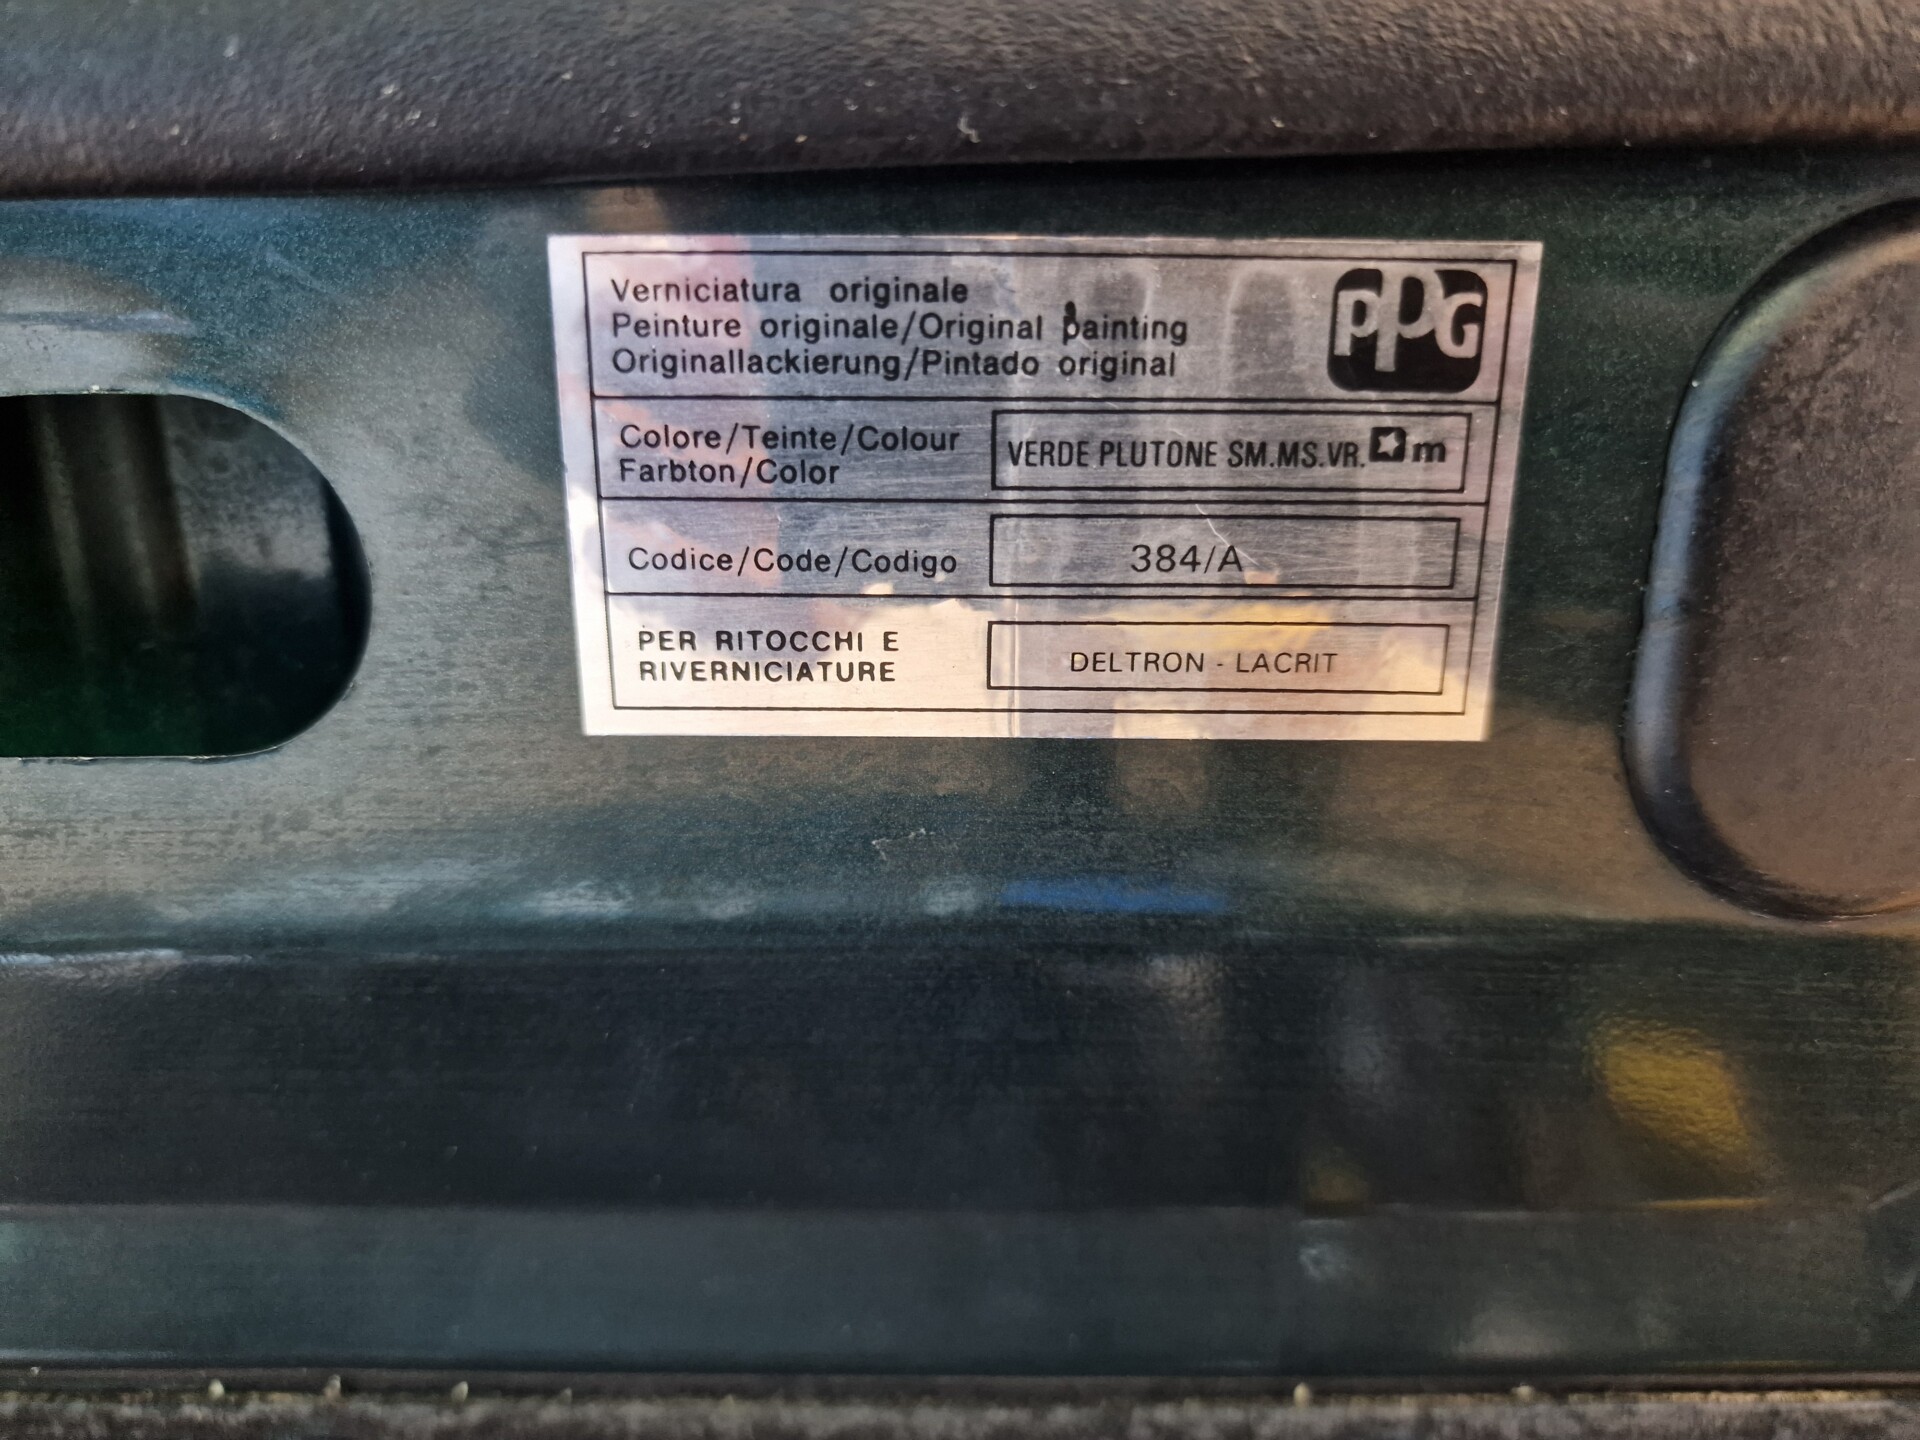 Verniciatura originale
Peinture originale/Original painting
Originallackierung/Pintado original
PPG
Colore/Teinte/Colour
Farbton/Color
VERDE PLUTONE SM.MS.VR. m
Codice/Code/Codigo
384/A
PER RITOCCHI E
RIVERNICIATURE
DELTRON - LACRIT